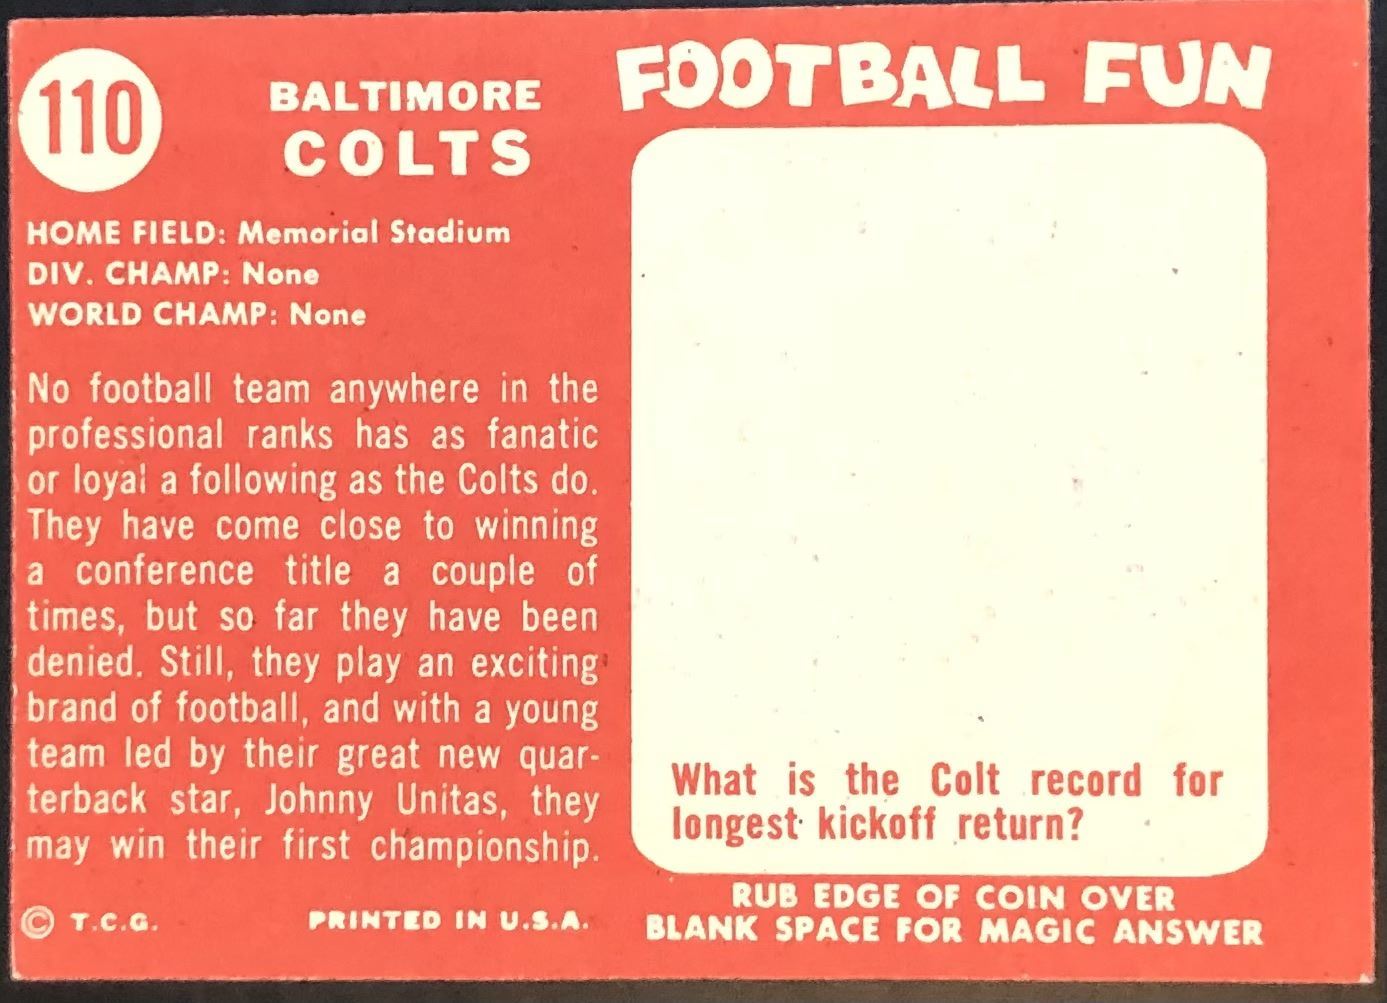 110
BALTIMORE
COLTS
HOME FIELD: Memorial Stadium
DIV. CHAMP: None
WORLD CHAMP: None
No football team anywhere in the
professional ranks has as fanatic
or loyal a following as the Colts do.
They have come close to winning
a conference title a couple of
times, but so far they have been
denied. Still, they play an exciting
brand of football, and with a young
team led by their great new quar-
terback star, Johnny Unitas, they
may win their first championship.
© T.C.G.
PRINTED IN U.S.A.
FOOTBALL FUN
What is the Colt record for
longest kickoff return?
RUB EDGE OF COIN OVER
BLANK SPACE FOR MAGIC ANSWER